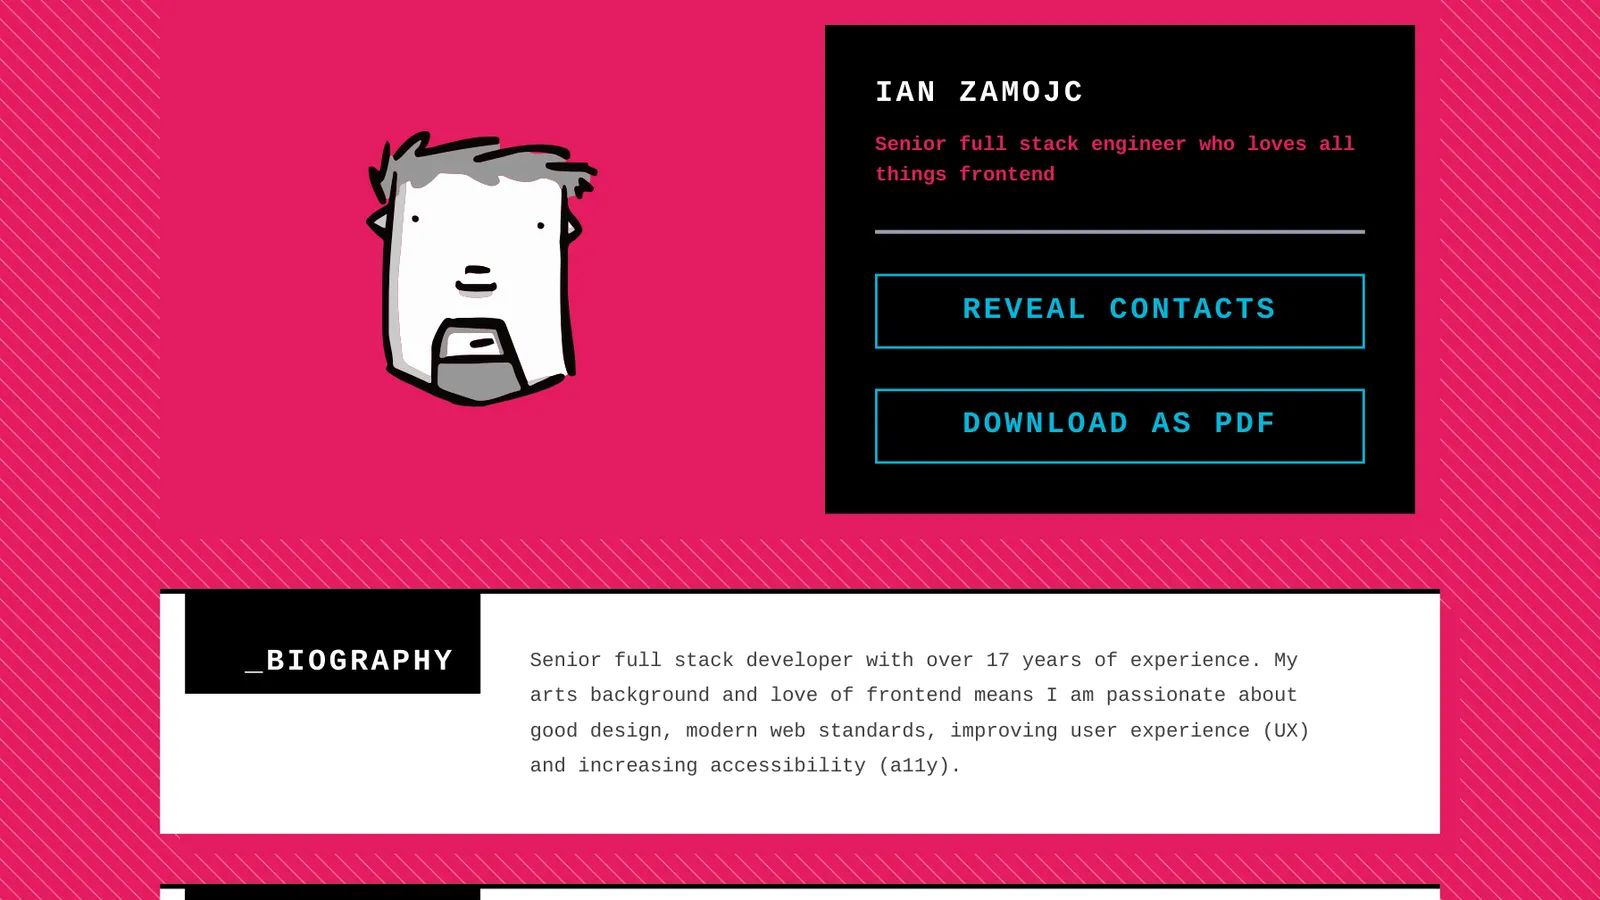 IAN ZAMOJC
Senior full stack engineer who loves all
things frontend
REVEAL CONTACTS
DOWNLOAD AS PDF
_BIOGRAPHY
Senior full stack developer with over 17 years of experience. My
arts background and love of frontend means I am passionate about
good design, modern web standards, improving user experience (UX)
and increasing accessibility (a11y).